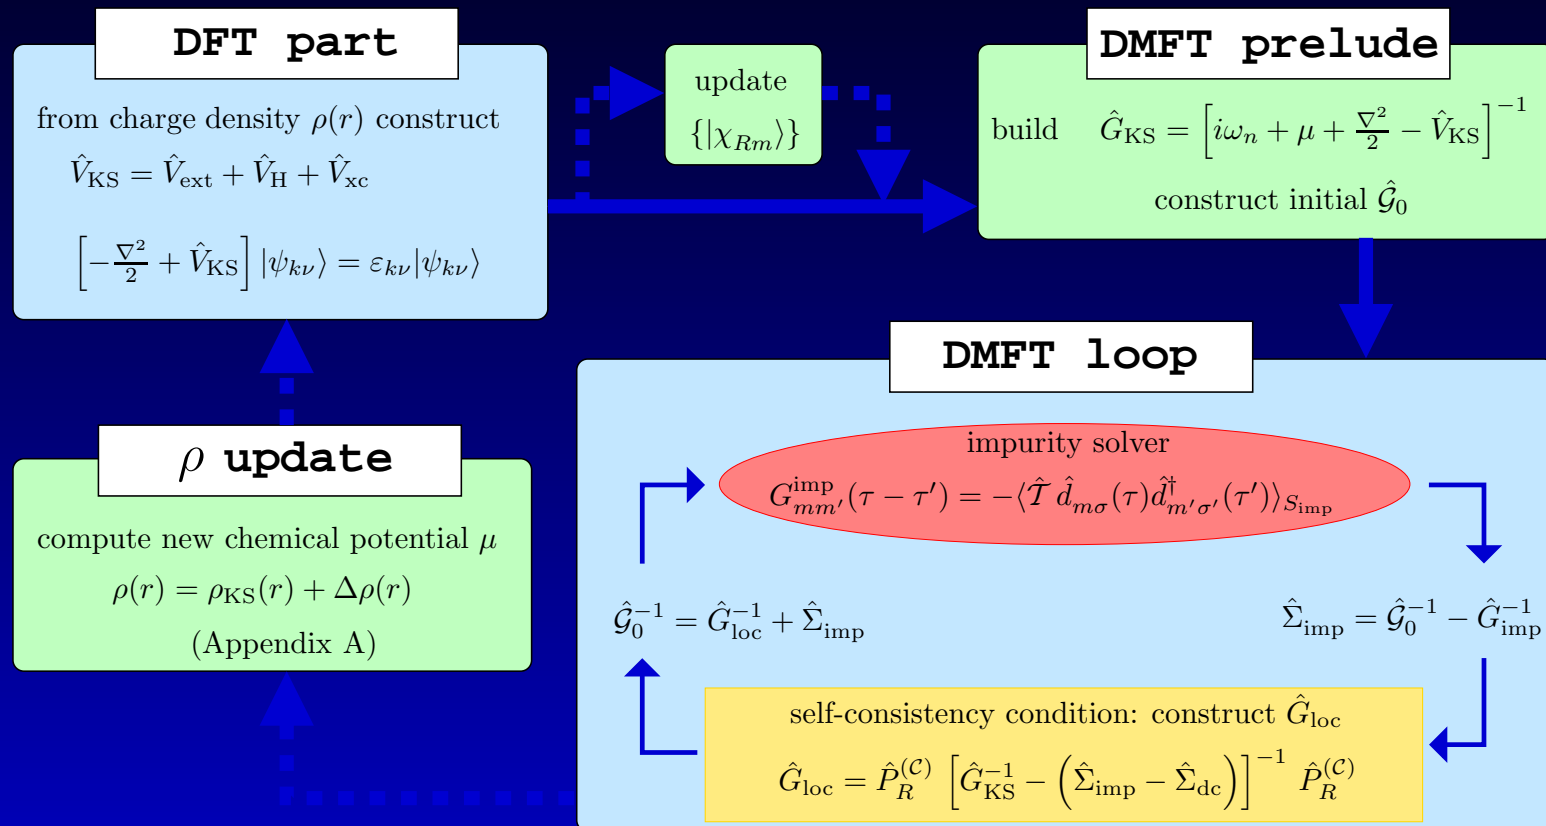 DFT part
from charge density ρ(r) construct
V̂_KS = V̂_ext + V̂_H + V̂_xc
[−∇²/2 + V̂_KS] |ψ_kν⟩ = ε_kν|ψ_kν⟩
update
{|χ_Rm⟩}
DMFT prelude
build Ĝ_KS = [iω_n + μ + ∇²/2 − V̂_KS]^−1
construct initial 𝒢̂_0
DMFT loop
impurity solver
G^imp_mm′(τ − τ′) = −⟨𝒯̂ d̂_mσ(τ)d̂†_m′σ′(τ′)⟩_S_imp
𝒢̂_0^−1 = Ĝ_loc^−1 + Σ̂_imp
Σ̂_imp = 𝒢̂_0^−1 − Ĝ_imp^−1
self-consistency condition: construct Ĝ_loc
Ĝ_loc = P̂_R^(𝒞) [Ĝ_KS^−1 − (Σ̂_imp − Σ̂_dc)]^−1 P̂_R^(𝒞)
ρ update
compute new chemical potential μ
ρ(r) = ρ_KS(r) + Δρ(r)
(Appendix A)